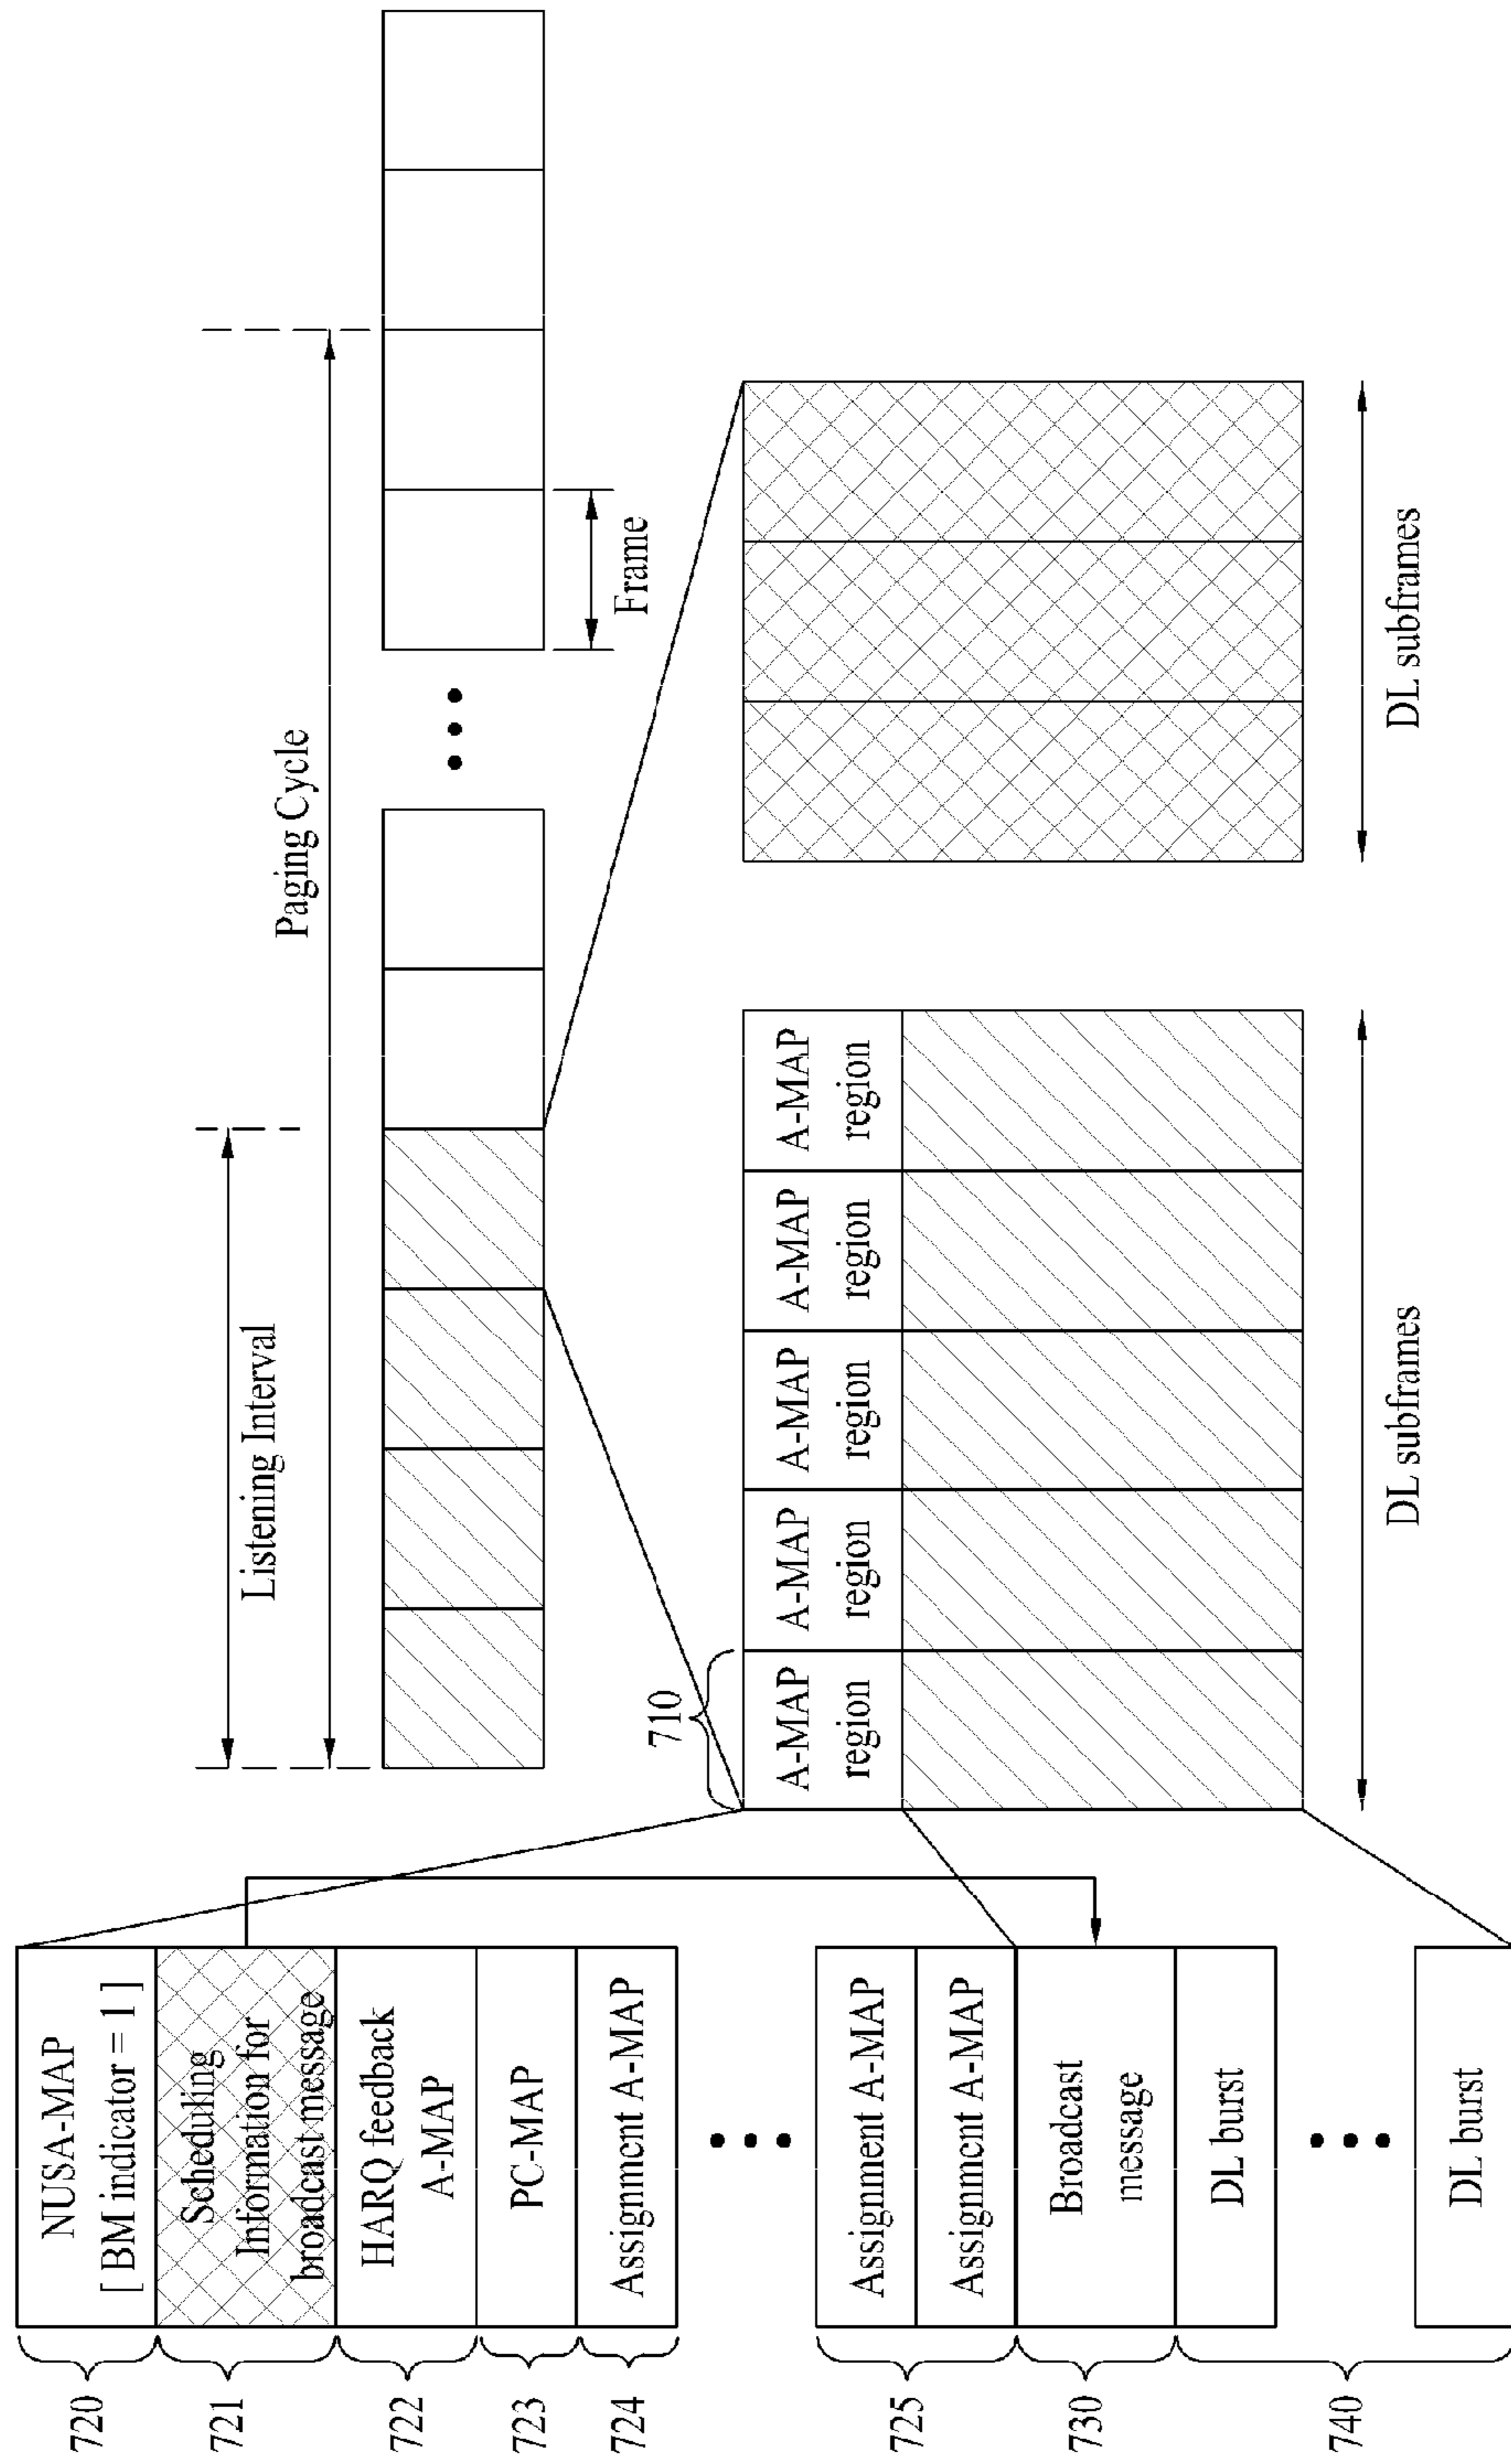 Listening Interval
Paging Cycle
Frame
710
A-MAP
region
A-MAP
region
A-MAP
region
A-MAP
region
A-MAP
region
DL subframes
DL subframes
720
NUSA-MAP
[ BM indicator = 1 ]
721
Scheduling
Information for
broadcast message
722
HARQ feedback
A-MAP
723
PC-MAP
724
Assignment A-MAP
725
Assignment A-MAP
Assignment A-MAP
730
Broadcast
message
740
DL burst
DL burst